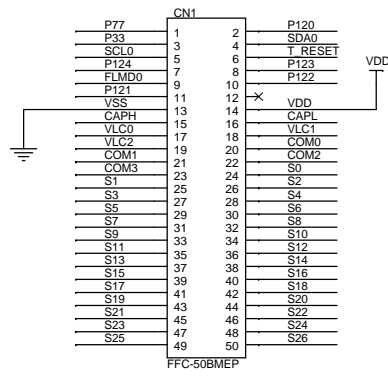 CN1
P77 1 2 P120
P33 3 4 SDA0
SCL0 5 6 T_RESET
P124 7 8 P123 VDD
FLMD0 9 10 P122
P121 11 12
VSS 13 14 VDD
CAPH 15 16 CAPL
VLC0 17 18 VLC1
VLC2 19 20 COM0
COM1 21 22 COM2
COM3 23 24 S0
S1 25 26 S2
S3 27 28 S4
S5 29 30 S6
S7 31 32 S8
S9 33 34 S10
S11 35 36 S12
S13 37 38 S14
S15 39 40 S16
S17 41 42 S18
S19 43 44 S20
S21 45 46 S22
S23 47 48 S24
S25 49 50 S26
FFC-50BMEP